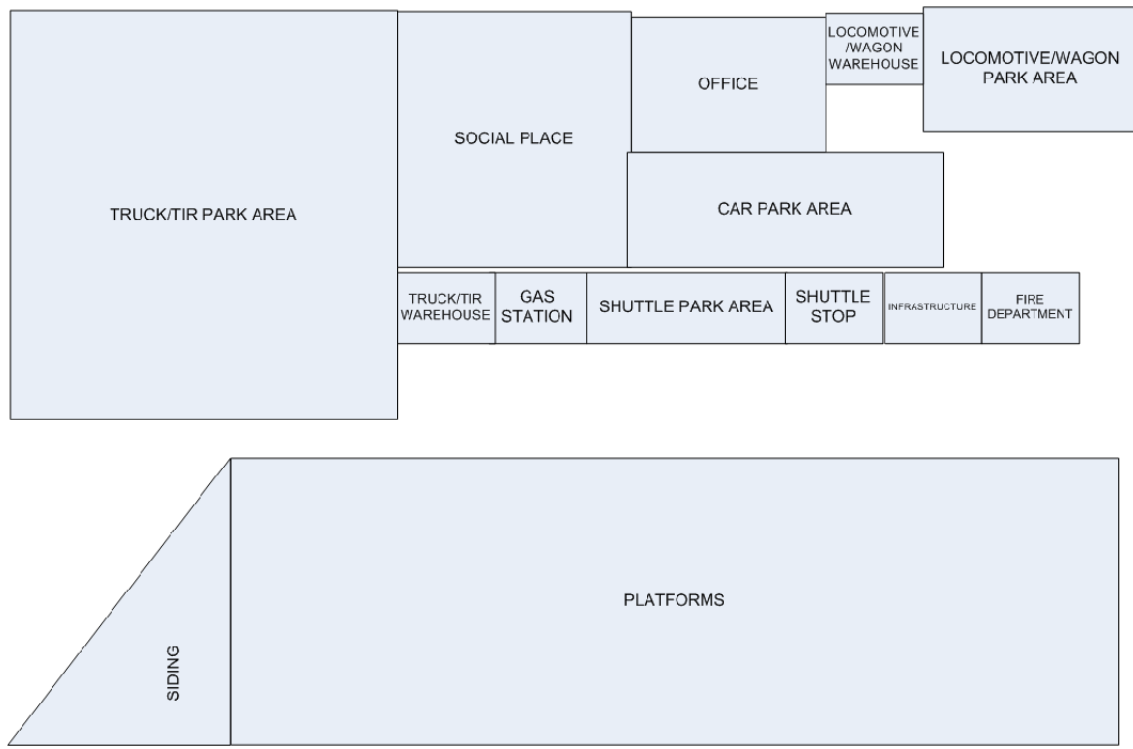 TRUCK/TIR PARK AREA
SOCIAL PLACE
OFFICE
LOCOMOTIVE
/WAGON
WAREHOUSE
LOCOMOTIVE/WAGON
PARK AREA
CAR PARK AREA
TRUCK/TIR
WAREHOUSE
GAS
STATION
SHUTTLE PARK AREA
SHUTTLE
STOP
INFRASTRUCTURE
FIRE
DEPARTMENT
SIDING
PLATFORMS